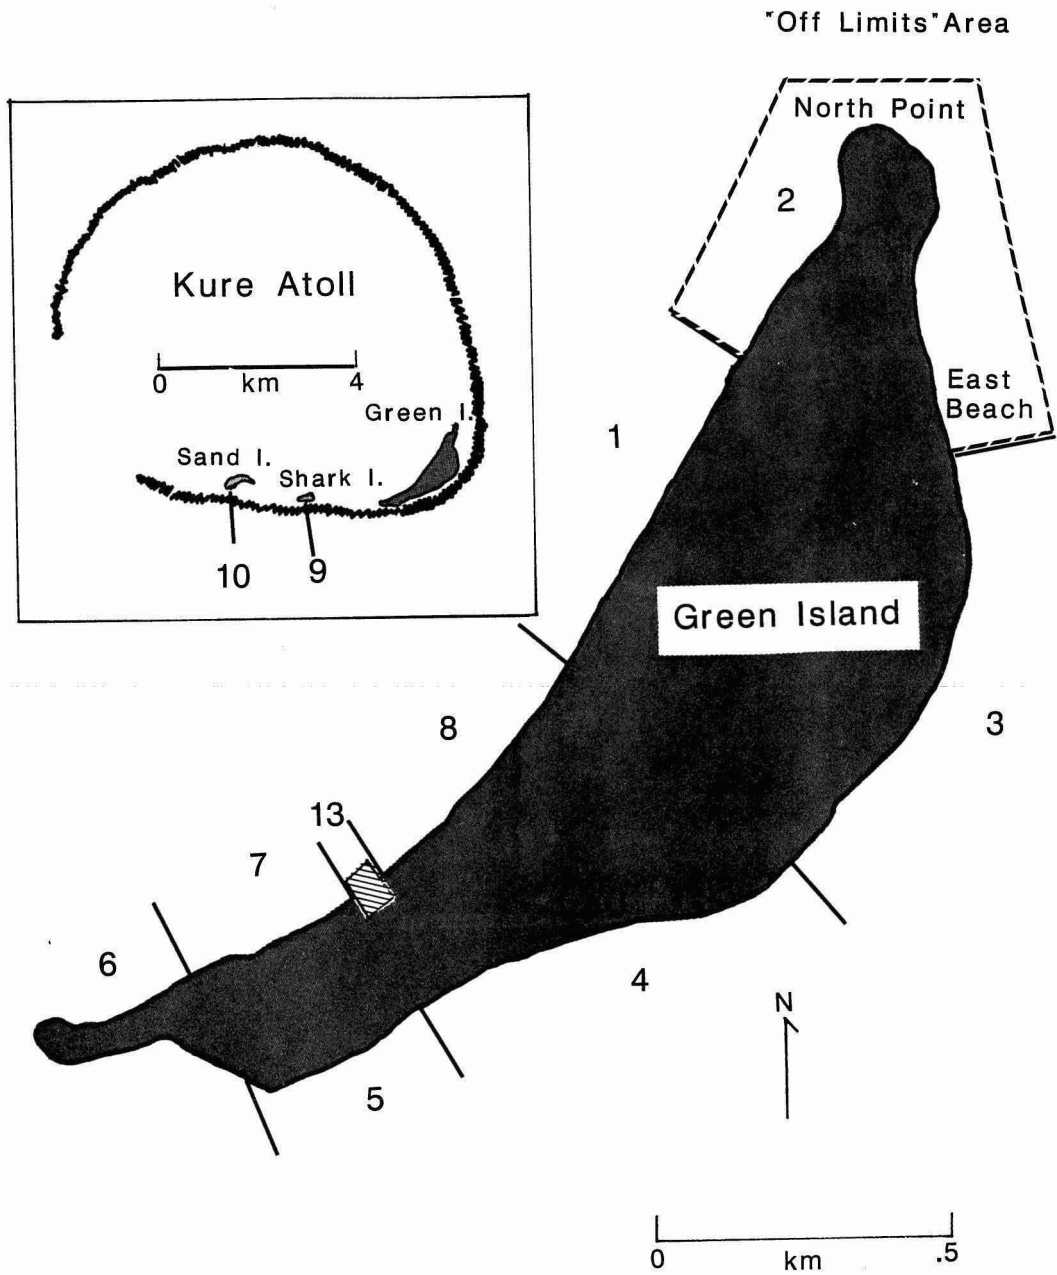 "Off Limits" Area
North Point
2
Kure Atoll
0 km 4
Green I.
Sand I.
Shark I.
10 9
East
Beach
1
Green Island
8
3
13
7
6
4
N
5
0 km .5